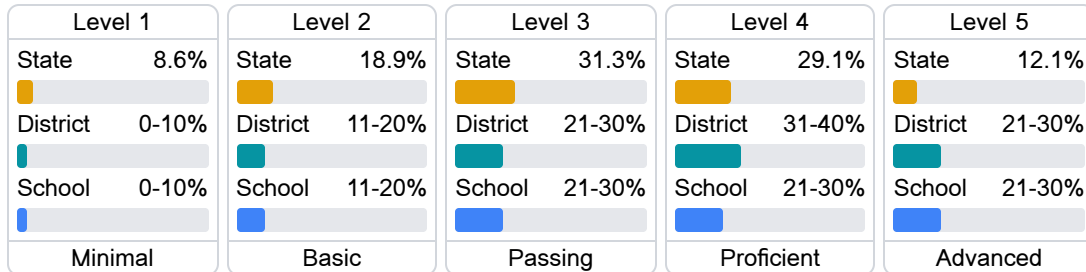 Level 1
State 8.6%
District 0-10%
School 0-10%
Minimal
Level 2
State 18.9%
District 11-20%
School 11-20%
Basic
Level 3
State 31.3%
District 21-30%
School 21-30%
Passing
Level 4
State 29.1%
District 31-40%
School 21-30%
Proficient
Level 5
State 12.1%
District 21-30%
School 21-30%
Advanced